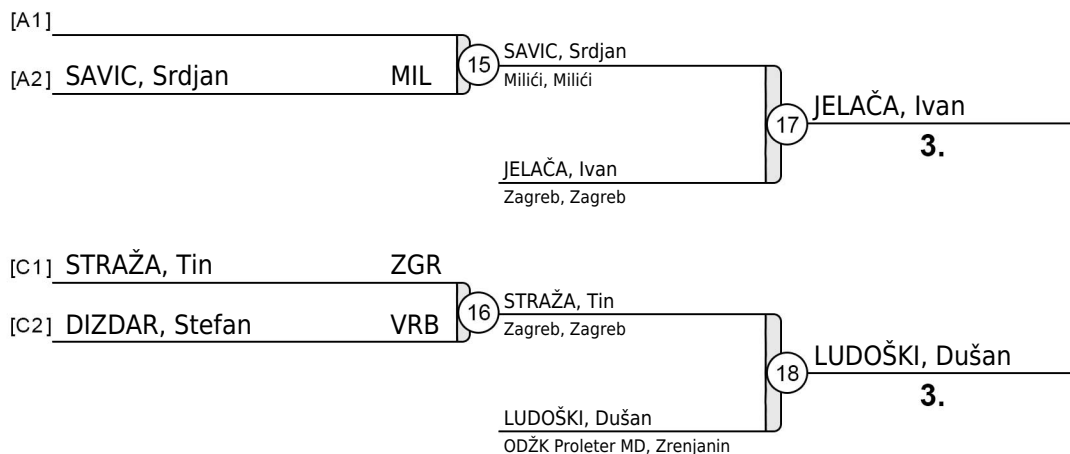 [A1]
[A2] SAVIC, Srdjan MIL
15
SAVIC, Srdjan
Milići, Milići
17
JELAČA, Ivan
3.
JELAČA, Ivan
Zagreb, Zagreb
[C1] STRAŽA, Tin ZGR
[C2] DIZDAR, Stefan VRB
16
STRAŽA, Tin
Zagreb, Zagreb
18
LUDOŠKI, Dušan
3.
LUDOŠKI, Dušan
ODŽK Proleter MD, Zrenjanin